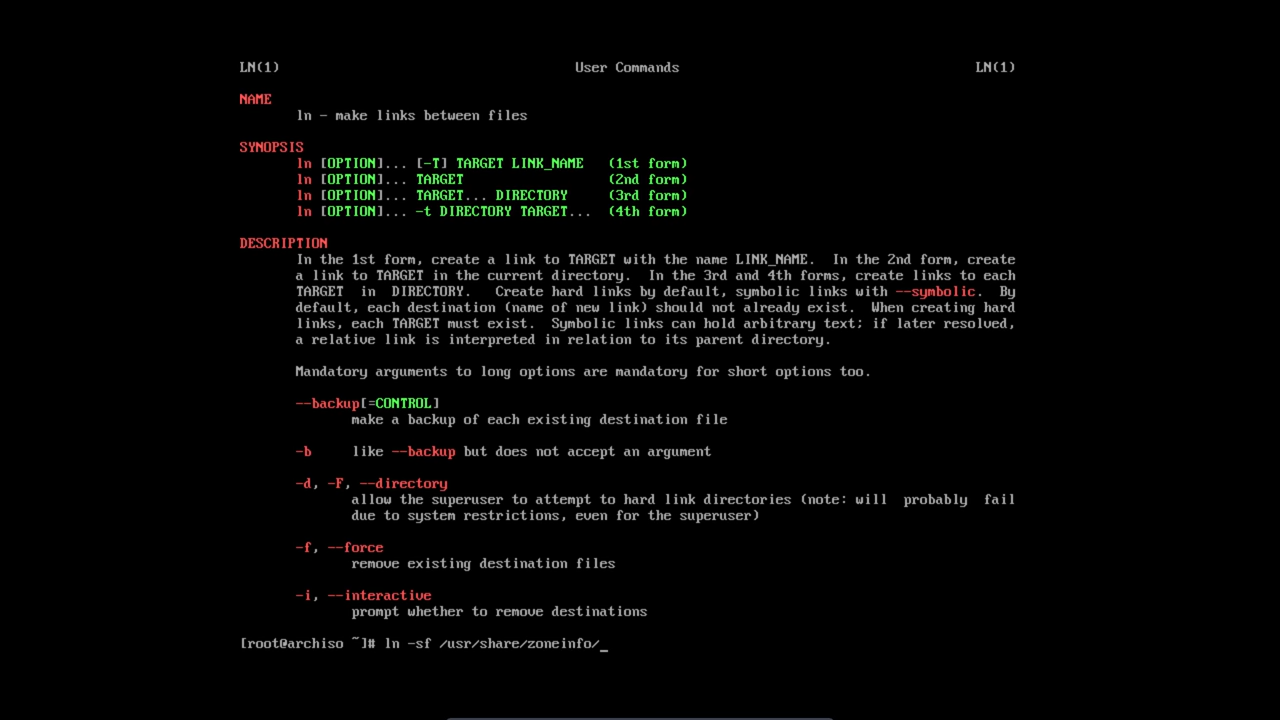 LN(1) User Commands LN(1)
NAME
ln - make links between files
SYNOPSIS
ln [OPTION]... [-T] TARGET LINK_NAME (1st form)
ln [OPTION]... TARGET (2nd form)
ln [OPTION]... TARGET... DIRECTORY (3rd form)
ln [OPTION]... -t DIRECTORY TARGET... (4th form)
DESCRIPTION
In the 1st form, create a link to TARGET with the name LINK_NAME. In the 2nd form, create
a link to TARGET in the current directory. In the 3rd and 4th forms, create links to each
TARGET in DIRECTORY. Create hard links by default, symbolic links with --symbolic. By
default, each destination (name of new link) should not already exist. When creating hard
links, each TARGET must exist. Symbolic links can hold arbitrary text; if later resolved,
a relative link is interpreted in relation to its parent directory.
Mandatory arguments to long options are mandatory for short options too.
--backup[=CONTROL]
make a backup of each existing destination file
-b like --backup but does not accept an argument
-d, -F, --directory
allow the superuser to attempt to hard link directories (note: will probably fail
due to system restrictions, even for the superuser)
-f, --force
remove existing destination files
-i, --interactive
prompt whether to remove destinations
[root@archiso ~]# ln -sf /usr/share/zoneinfo/_